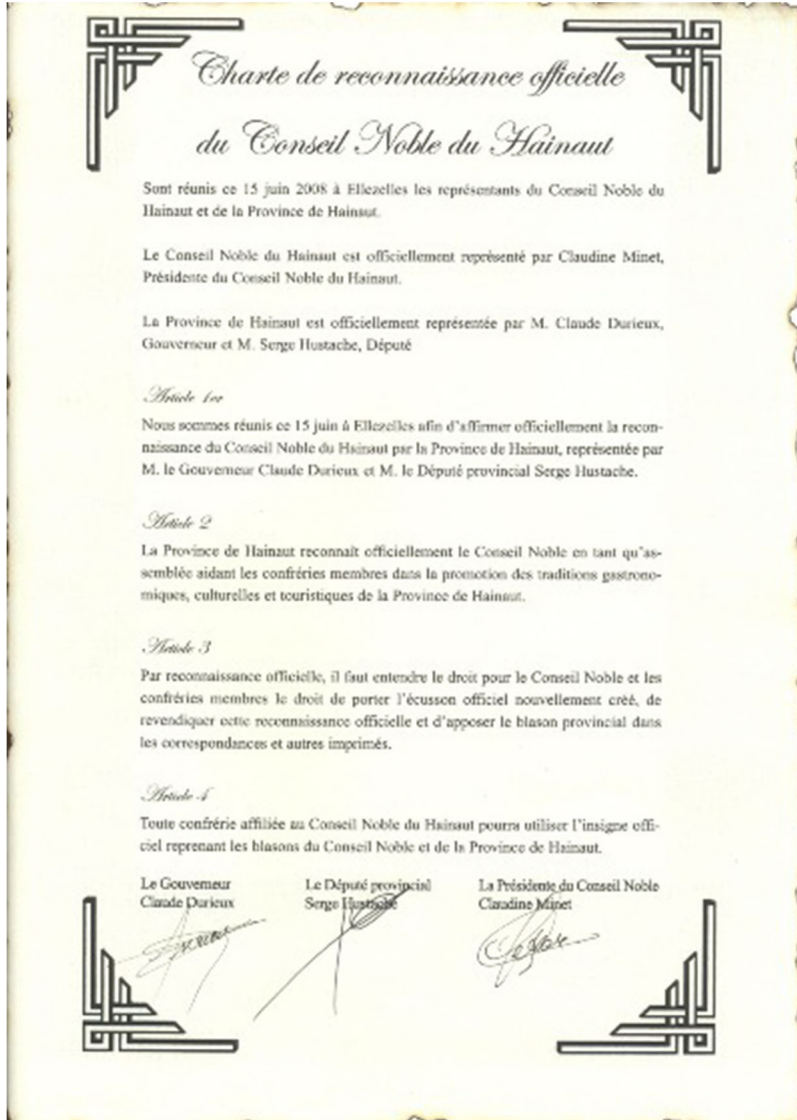 Charte de reconnaissance officielle
du Conseil Noble du Hainaut
Sont réunis ce 15 juin 2008 à Ellezelles les représentants du Conseil Noble du
Hainaut et de la Province de Hainaut.
Le Conseil Noble du Hainaut est officiellement représenté par Claudine Minet,
Présidente du Conseil Noble du Hainaut.
La Province de Hainaut est officiellement représentée par M. Claude Durieux,
Gouverneur et M. Serge Hustache, Député
Article 1er
Nous sommes réunis ce 15 juin à Ellezelles afin d'affirmer officiellement la recon-
naissance du Conseil Noble du Hainaut par la Province de Hainaut, représentée par
M. le Gouverneur Claude Durieux et M. le Député provincial Serge Hustache.
Article 2
La Province de Hainaut reconnaît officiellement le Conseil Noble en tant qu'as-
semblée aidant les confréries membres dans la promotion des traditions gastrono-
miques, culturelles et touristiques de la Province de Hainaut.
Article 3
Par reconnaissance officielle, il faut entendre le droit pour le Conseil Noble et les
confréries membres le droit de porter l'écusson officiel nouvellement créé, de
revendiquer cette reconnaissance officielle et d'apposer le blason provincial dans
les correspondances et autres imprimés.
Article 4
Toute confrérie affiliée au Conseil Noble du Hainaut pourra utiliser l'insigne offi-
ciel reprenant les blasons du Conseil Noble et de la Province de Hainaut.
Le Gouverneur Le Député provincial La Présidente du Conseil Noble
Claude Durieux Serge Hustache Claudine Minet